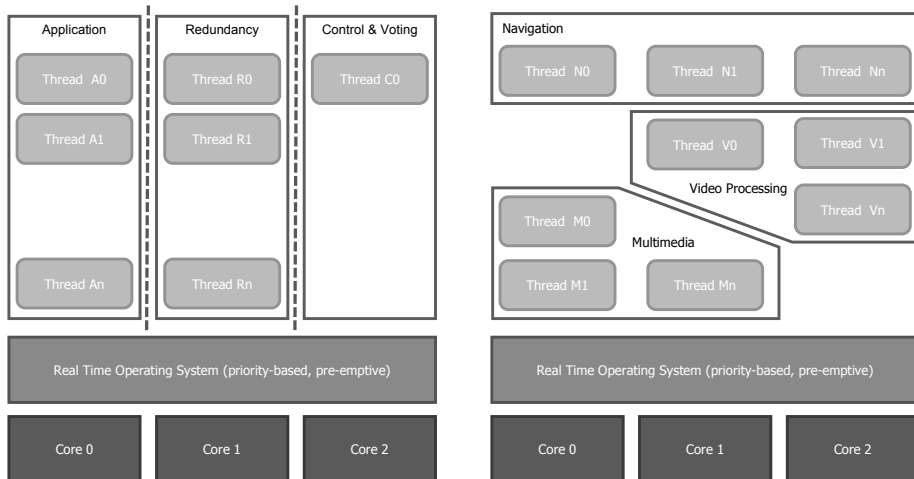 Application
Redundancy
Control & Voting
Thread A0
Thread R0
Thread C0
Thread A1
Thread R1
Thread An
Thread Rn
Real Time Operating System (priority-based, pre-emptive)
Core 0
Core 1
Core 2
Navigation
Thread N0
Thread N1
Thread Nn
Thread V0
Thread V1
Video Processing
Thread Vn
Thread M0
Multimedia
Thread M1
Thread Mn
Real Time Operating System (priority-based, pre-emptive)
Core 0
Core 1
Core 2